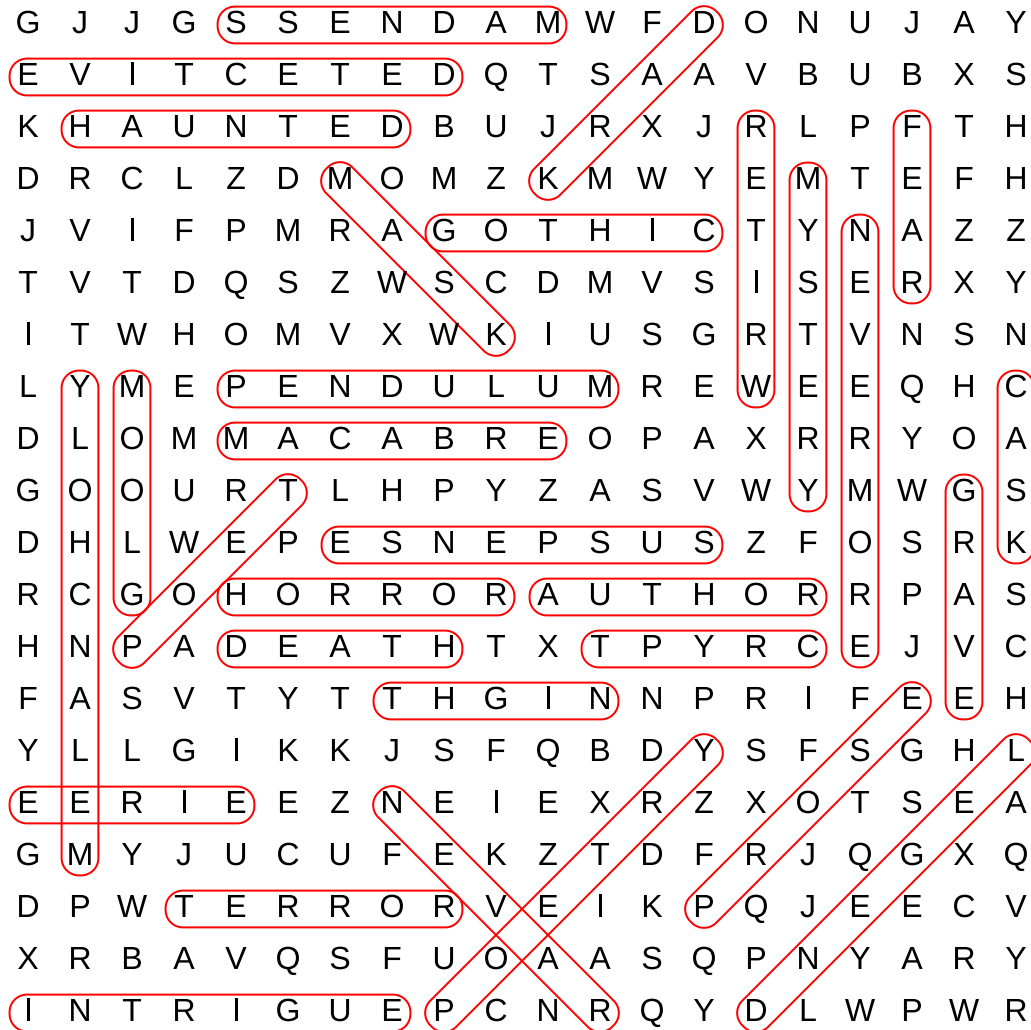 G J J G S S E N D A M W F D O N U J A Y
E V I T C E T E D Q T S A A V B U B X S
K H A U N T E D B U J R X J R L P F T H
D R C L Z D M O M Z K M W Y E M T E F H
J V I F P M R A G O T H I C T Y N A Z Z
T V T D Q S Z W S C D M V S I S E R X Y
I T W H O M V X W K I U S G R T V N S N
L Y M E P E N D U L U M R E W E E Q H C
D L O M M A C A B R E O P A X R R Y O A
G O O U R T L H P Y Z A S V W Y M W G S
D H L W E P E S N E P S U S Z F O S R K
R C G O H O R R O R A U T H O R R P A S
H N P A D E A T H T X T P Y R C E J V C
F A S V T Y T T H G I N N P R I F E E H
Y L L G I K K J S F Q B D Y S F S G H L
E E R I E E Z N E I E X R Z X O T S E A
G M Y J U C U F E K Z T D F R J Q G X Q
D P W T E R R O R V E I K P Q J E E C V
X R B A V Q S F U O A A S Q P N Y A R Y
I N T R I G U E P C N R Q Y D L W P W R